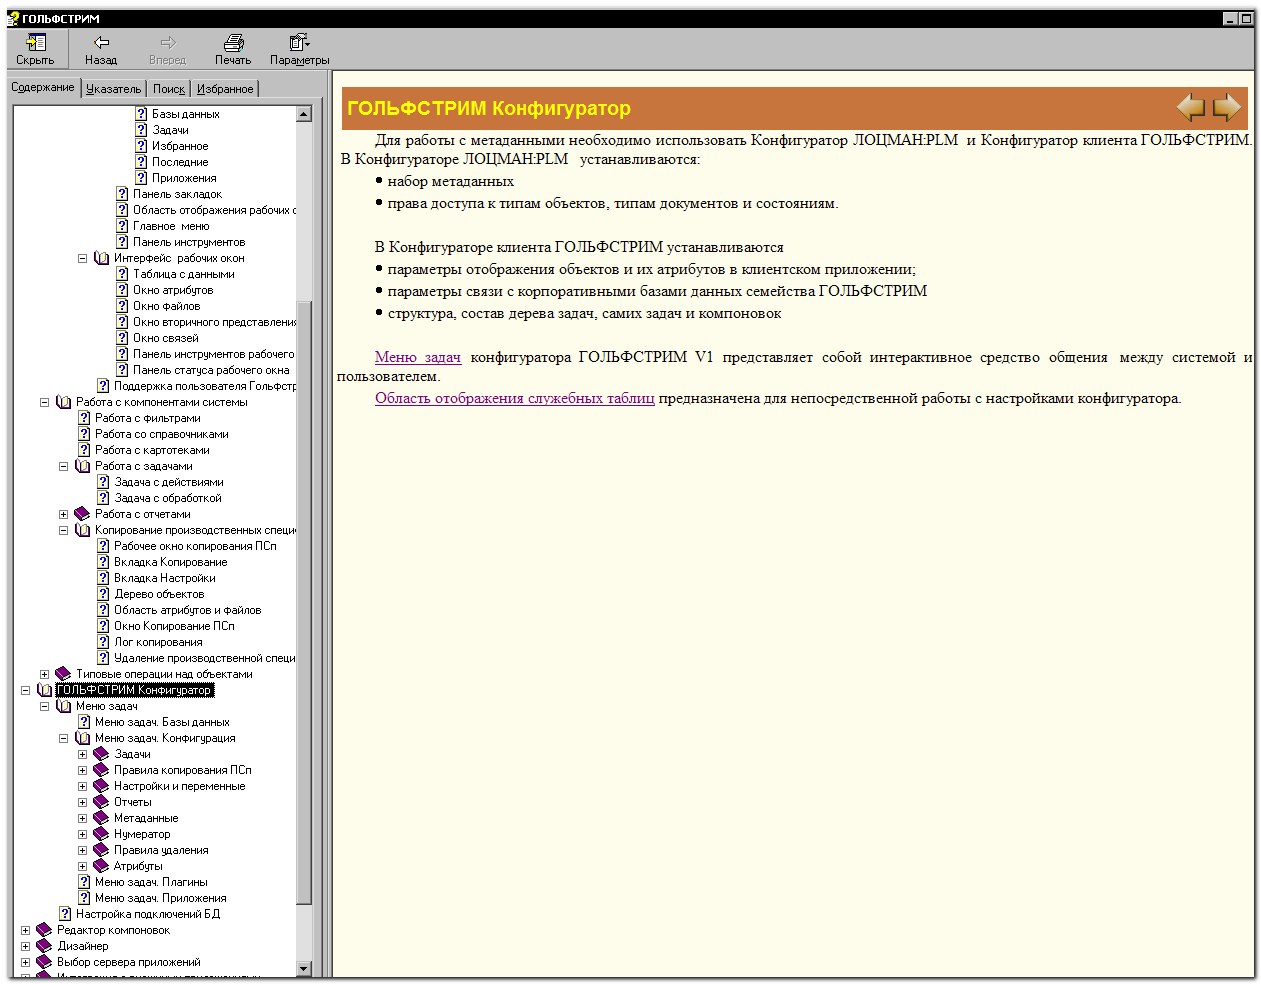 ГОЛЬФСТРИМ
Скрыть
Назад
Вперед
Печать
Параметры
Содержание
Указатель
Поиск
Избранное
Базы данных
Задачи
Избранное
Последние
Приложения
Панель закладок
Область отображения рабочих о
Главное меню
Панель инструментов
Интерфейс рабочих окон
Таблица с данными
Окно атрибутов
Окно файлов
Окно вторичного представления
Окно связей
Панель инструментов рабочего
Панель статуса рабочего окна
Поддержка пользователя Гольфстр
Работа с компонентами системы
Работа с фильтрами
Работа со справочниками
Работа с картотеками
Работа с задачами
Задача с действиями
Задача с обработкой
Работа с отчетами
Копирование производственных специ
Рабочее окно копирования ПСп
Вкладка Копирование
Вкладка Настройки
Дерево объектов
Область атрибутов и файлов
Окно Копирование ПСп
Лог копирования
Удаление производственной специ
Типовые операции над объектами
ГОЛЬФСТРИМ Конфигуратор
Меню задач
Меню задач. Базы данных
Меню задач. Конфигурация
Задачи
Правила копирования ПСп
Настройки и переменные
Отчеты
Метаданные
Нумератор
Правила удаления
Атрибуты
Меню задач. Плагины
Меню задач. Приложения
Настройка подключений БД
Редактор компоновок
Дизайнер
Выбор сервера приложений
ГОЛЬФСТРИМ Конфигуратор
Для работы с метаданными необходимо использовать Конфигуратор ЛОЦМАН:PLM и Конфигуратор клиента ГОЛЬФСТРИМ.
В Конфигураторе ЛОЦМАН:PLM устанавливаются:
• набор метаданных
• права доступа к типам объектов, типам документов и состояниям.
В Конфигураторе клиента ГОЛЬФСТРИМ устанавливаются
• параметры отображения объектов и их атрибутов в клиентском приложении;
• параметры связи с корпоративными базами данных семейства ГОЛЬФСТРИМ
• структура, состав дерева задач, самих задач и компоновок
Меню задач конфигуратора ГОЛЬФСТРИМ V1 представляет собой интерактивное средство общения между системой и
пользователем.
Область отображения служебных таблиц предназначена для непосредственной работы с настройками конфигуратора.